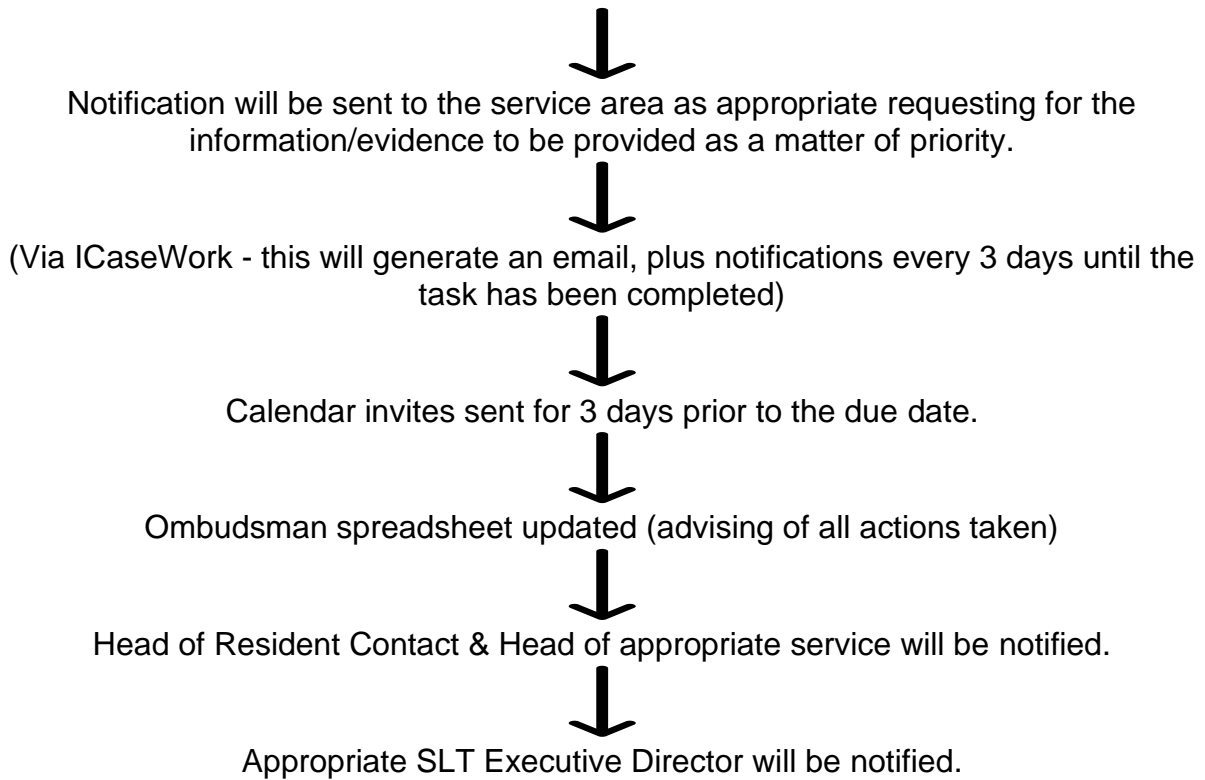 Notification will be sent to the service area as appropriate requesting for the
information/evidence to be provided as a matter of priority.
(Via ICaseWork - this will generate an email, plus notifications every 3 days until the
task has been completed)
Calendar invites sent for 3 days prior to the due date.
Ombudsman spreadsheet updated (advising of all actions taken)
Head of Resident Contact & Head of appropriate service will be notified.
Appropriate SLT Executive Director will be notified.